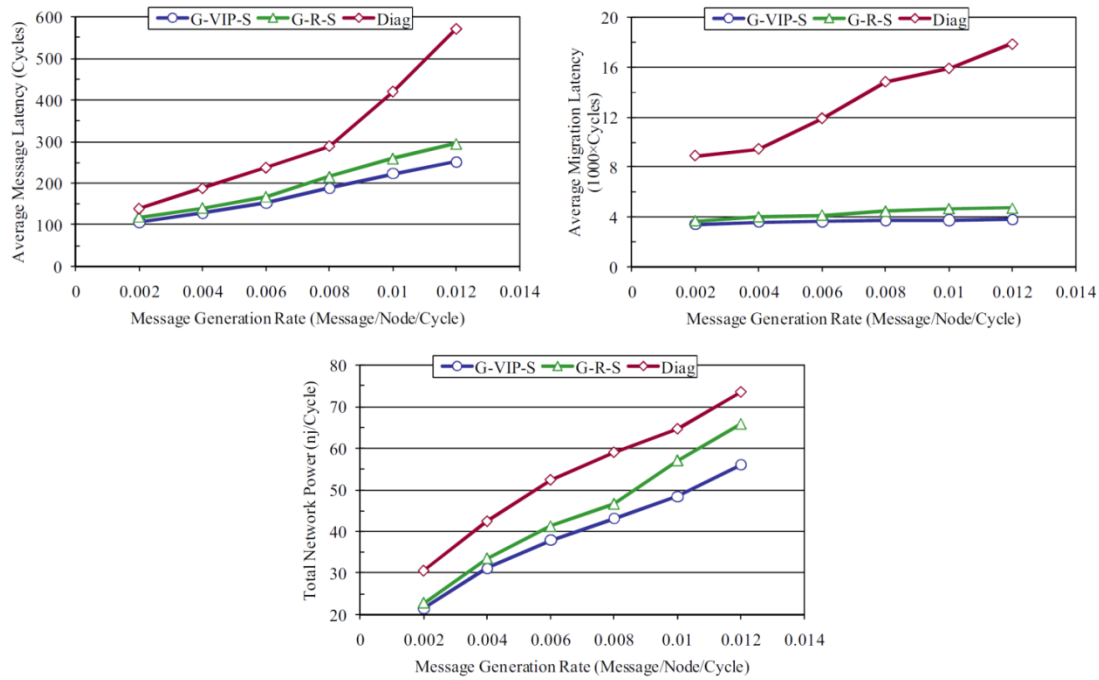 G-VIP-S G-R-S Diag
Average Message Latency (Cycles)
600
500
400
300
200
100
0
0 0.002 0.004 0.006 0.008 0.01 0.012 0.014
Message Generation Rate (Message/Node/Cycle)
G-VIP-S G-R-S Diag
Average Migration Latency
(1000×Cycles)
20
16
12
8
4
0
0 0.002 0.004 0.006 0.008 0.01 0.012 0.014
Message Generation Rate (Message/Node/Cycle)
G-VIP-S G-R-S Diag
Total Network Power (nj/Cycle)
80
70
60
50
40
30
20
0 0.002 0.004 0.006 0.008 0.01 0.012 0.014
Message Generation Rate (Message/Node/Cycle)